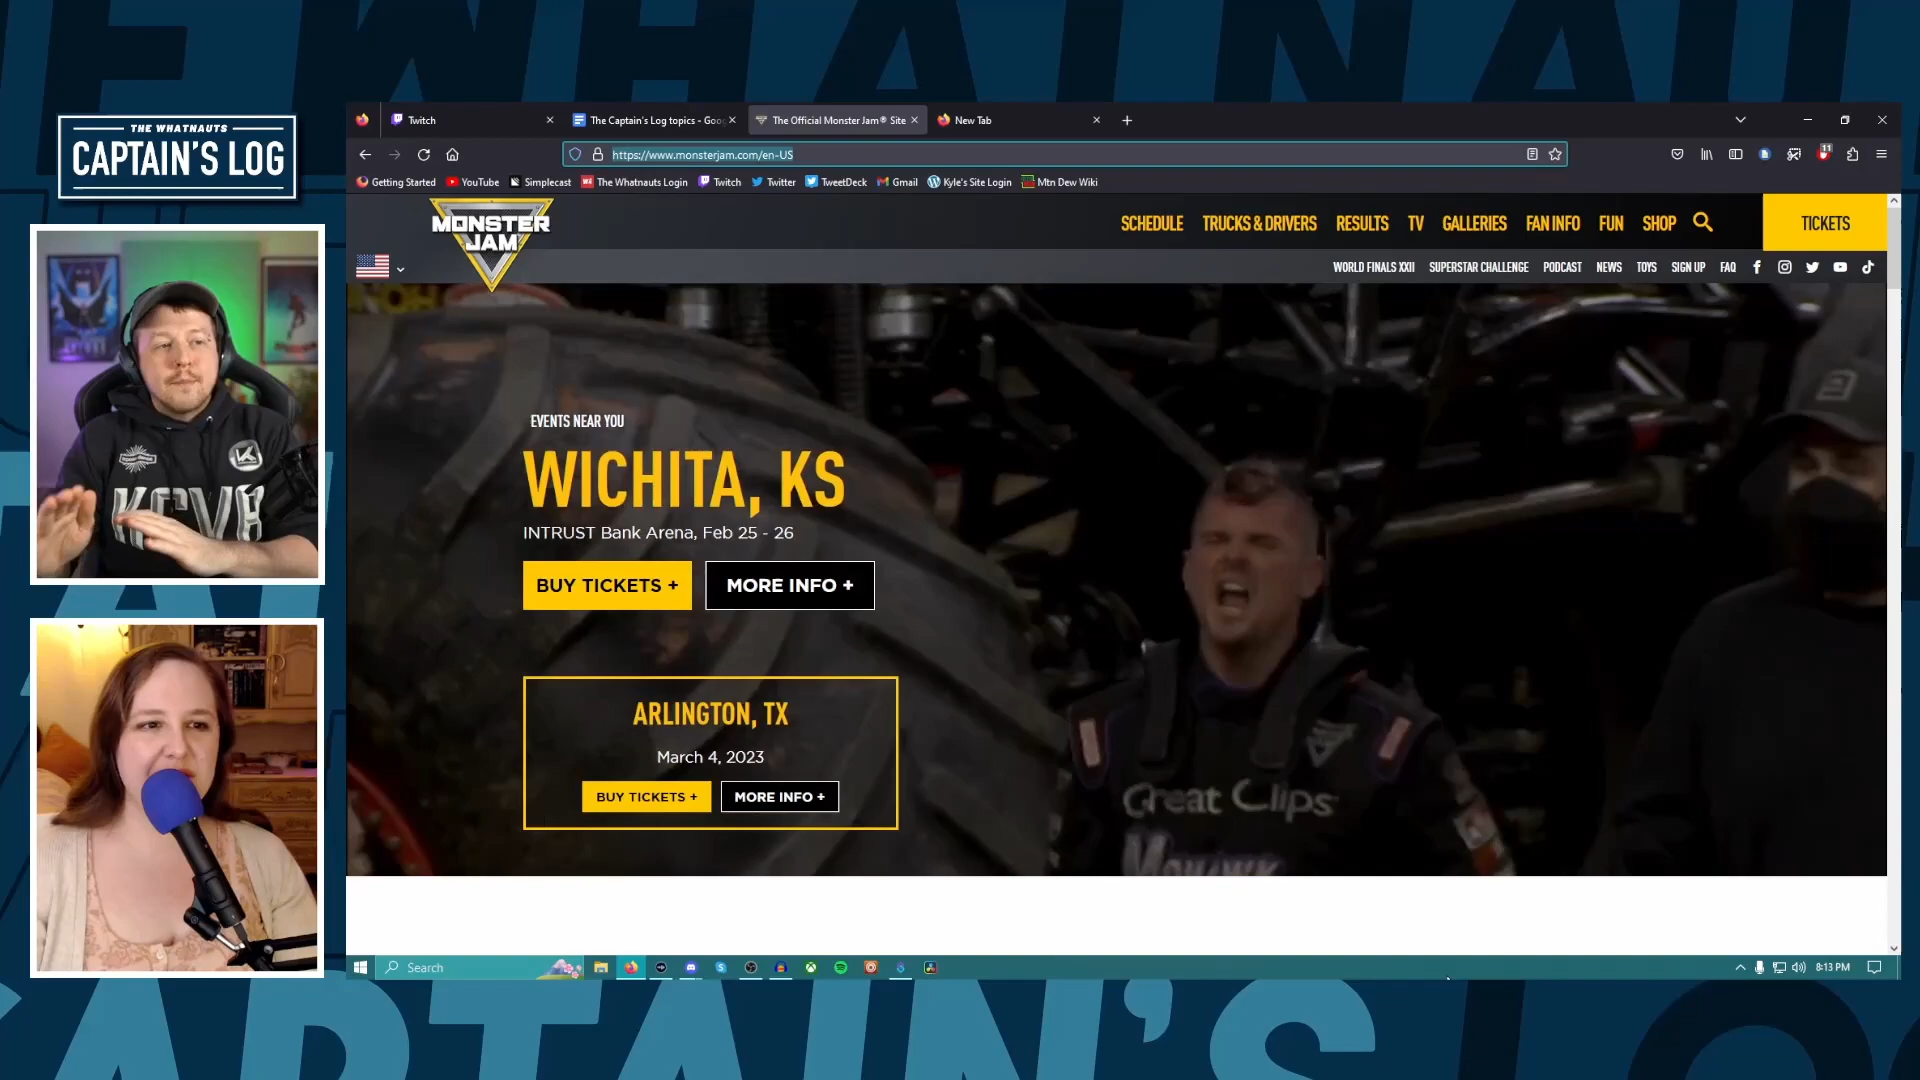 THE WHATNAUTS
CAPTAIN'S LOG
Twitch
The Captain's Log topics - Goog
The Official Monster Jam® Site
New Tab
https://www.monsterjam.com/en-US
11
Getting Started
YouTube
Simplecast
The Whatnauts Login
Twitch
Twitter
TweetDeck
Gmail
Kyle's Site Login
Mtn Dew Wiki
MONSTER
JAM
SCHEDULE
TRUCKS & DRIVERS
RESULTS
TV
GALLERIES
FAN INFO
FUN
SHOP
TICKETS
WORLD FINALS XXII
SUPERSTAR CHALLENGE
PODCAST
NEWS
TOYS
SIGN UP
FAQ
EVENTS NEAR YOU
WICHITA, KS
INTRUST Bank Arena, Feb 25 - 26
BUY TICKETS +
MORE INFO +
ARLINGTON, TX
March 4, 2023
BUY TICKETS +
MORE INFO +
Great Clips
Search
8:13 PM
CAPTAIN'S LOG